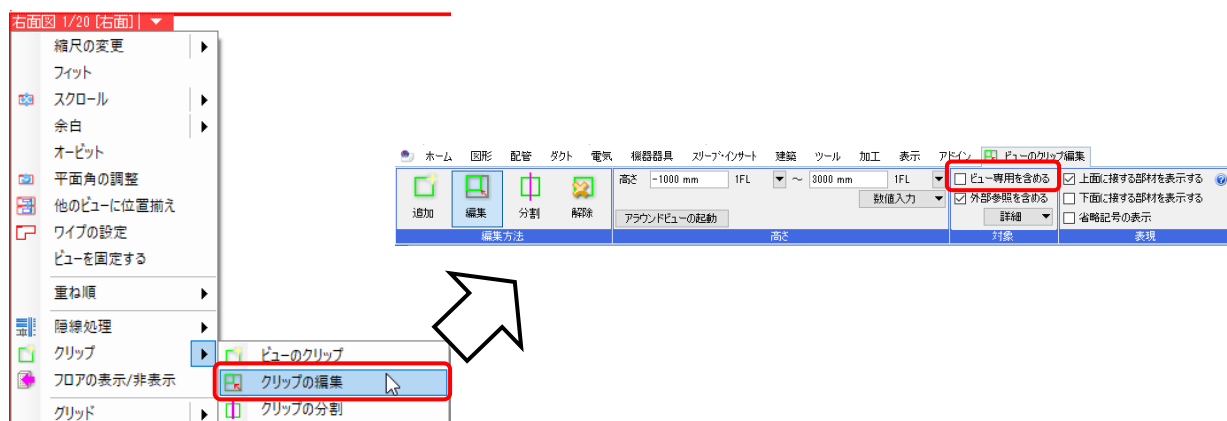 右面図 1/20 [右面]
縮尺の変更
フィット
スクロール
余白
オービット
平面角の調整
他のビューに位置揃え
ワイプの設定
ビューを固定する
重ね順
隠線処理
クリップ
フロアの表示/非表示
グリッド
ビューのクリップ
クリップの編集
クリップの分割
ホーム 図形 配管 ダクト 電気 機器器具 スリーブ・インサート 建築 ツール 加工 表示 アドイン ビューのクリップ編集
追加 編集 分割 解除
編集方法
高さ -1000 mm 1FL ～ 3000 mm 1FL
数値入力
アラウンドビューの起動
高さ
ビュー専用を含める
外部参照を含める
詳細
対象
上面に接する部材を表示する
下面に接する部材を表示する
省略記号の表示
表現